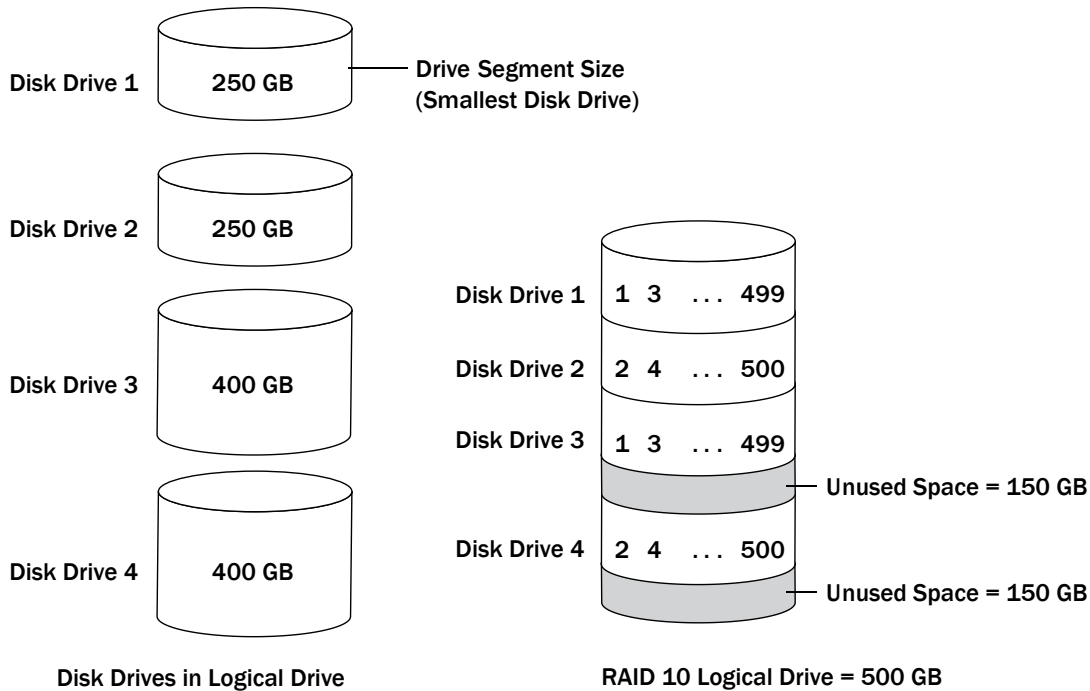 Disk Drive 1
250 GB
Drive Segment Size
(Smallest Disk Drive)
Disk Drive 2
250 GB
Disk Drive 3
400 GB
Disk Drive 4
400 GB
Disk Drives in Logical Drive
Disk Drive 1
1 3 ... 499
Disk Drive 2
2 4 ... 500
Disk Drive 3
1 3 ... 499
Unused Space = 150 GB
Disk Drive 4
2 4 ... 500
Unused Space = 150 GB
RAID 10 Logical Drive = 500 GB